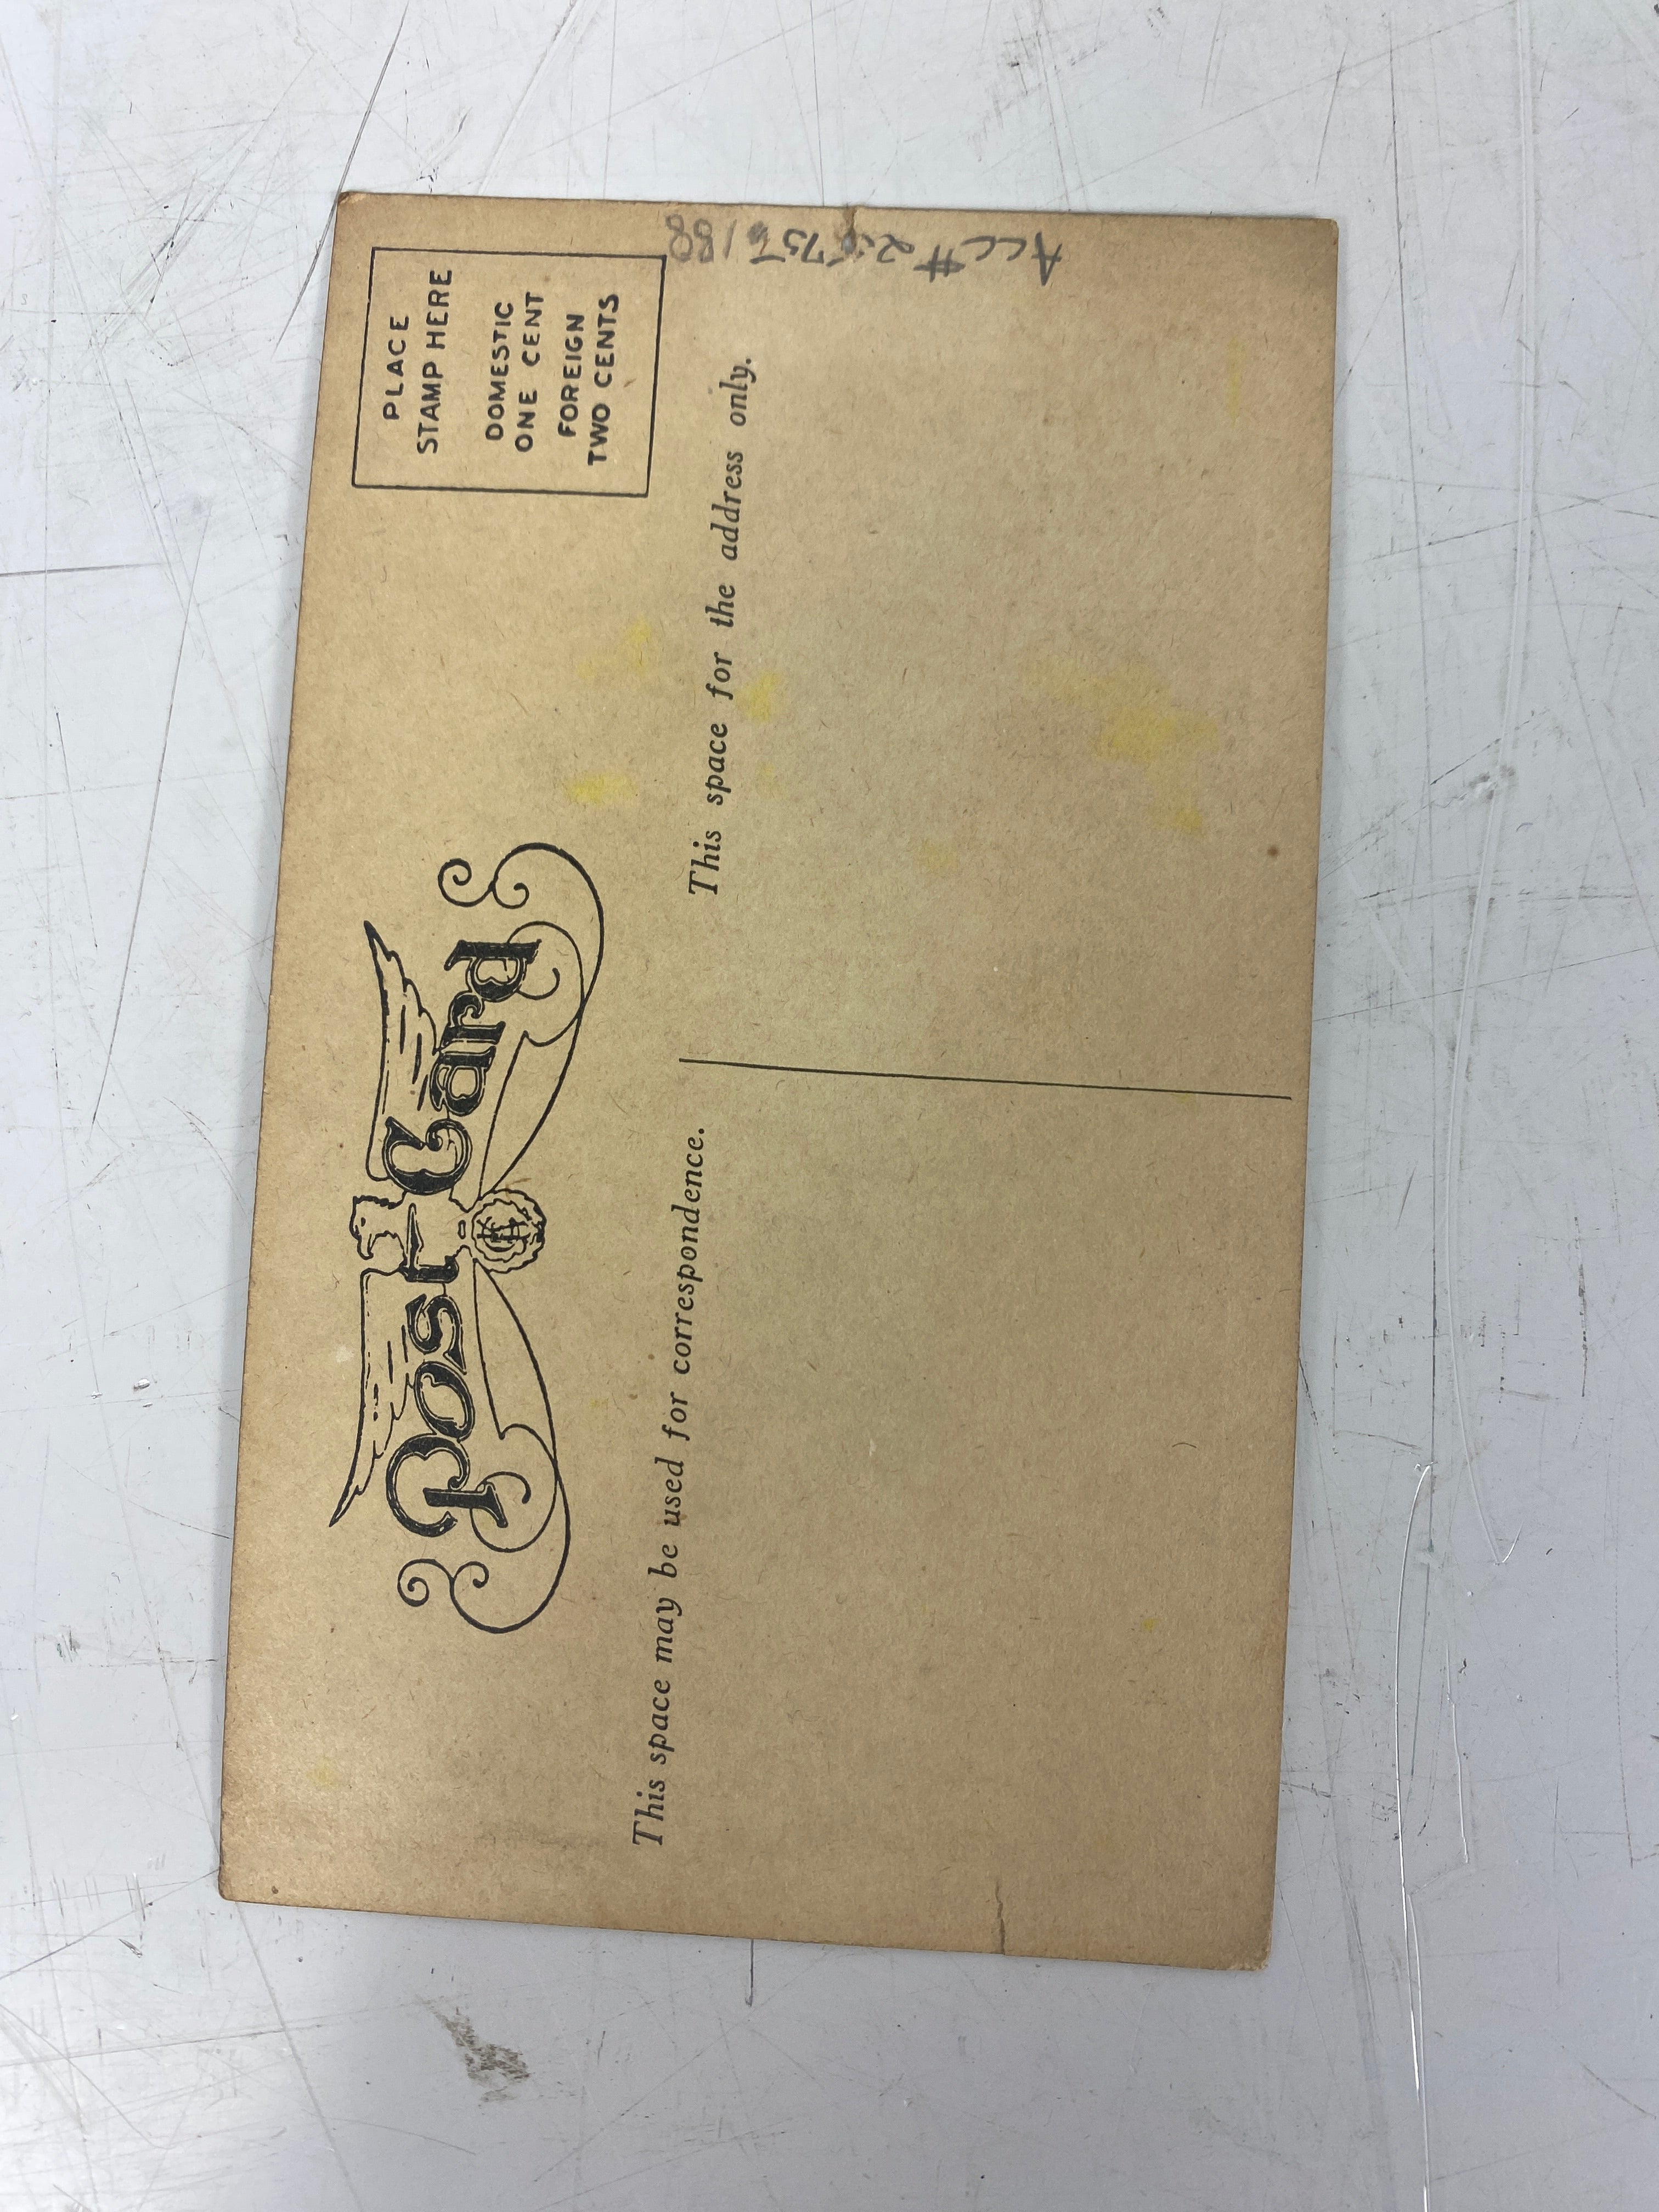 Post Card
PLACE
STAMP HERE
DOMESTIC
ONE CENT
FOREIGN
TWO CENTS
This space may be used for correspondence.
This space for the address only.
Acc#